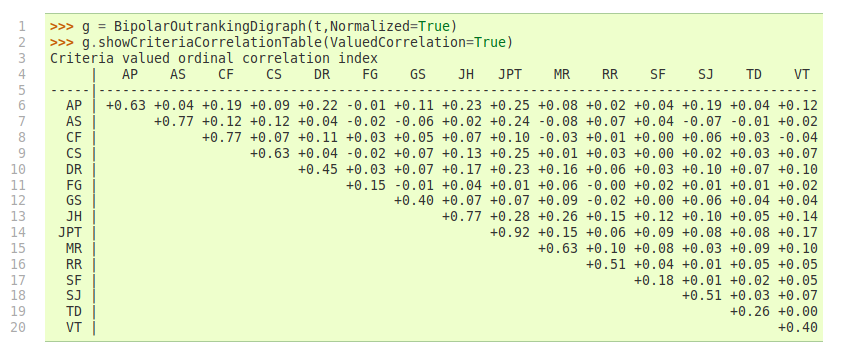 1 >>> g = BipolarOutrankingDigraph(t,Normalized=True)
2 >>> g.showCriteriaCorrelationTable(ValuedCorrelation=True)
3 Criteria valued ordinal correlation index
4 | AP AS CF CS DR FG GS JH JPT MR RR SF SJ TD VT
5 -----|------------------------------------------------------------------------------------------
6 AP | +0.63 +0.04 +0.19 +0.09 +0.22 -0.01 +0.11 +0.23 +0.25 +0.08 +0.02 +0.04 +0.19 +0.04 +0.12
7 AS | +0.77 +0.12 +0.12 +0.04 -0.02 -0.06 +0.02 +0.24 -0.08 +0.07 +0.04 -0.07 -0.01 +0.02
8 CF | +0.77 +0.07 +0.11 +0.03 +0.05 +0.07 +0.10 -0.03 +0.01 +0.00 +0.06 +0.03 -0.04
9 CS | +0.63 +0.04 -0.02 +0.07 +0.13 +0.25 +0.01 +0.03 +0.00 +0.02 +0.03 +0.07
10 DR | +0.45 +0.03 +0.07 +0.17 +0.23 +0.16 +0.06 +0.03 +0.10 +0.07 +0.10
11 FG | +0.15 -0.01 +0.04 +0.01 +0.06 -0.00 +0.02 +0.01 +0.01 +0.02
12 GS | +0.40 +0.07 +0.07 +0.09 -0.02 +0.00 +0.06 +0.04 +0.04
13 JH | +0.77 +0.28 +0.26 +0.15 +0.12 +0.10 +0.05 +0.14
14 JPT | +0.92 +0.15 +0.06 +0.09 +0.08 +0.08 +0.17
15 MR | +0.63 +0.10 +0.08 +0.03 +0.09 +0.10
16 RR | +0.51 +0.04 +0.01 +0.05 +0.05
17 SF | +0.18 +0.01 +0.02 +0.05
18 SJ | +0.51 +0.03 +0.07
19 TD | +0.26 +0.00
20 VT | +0.40